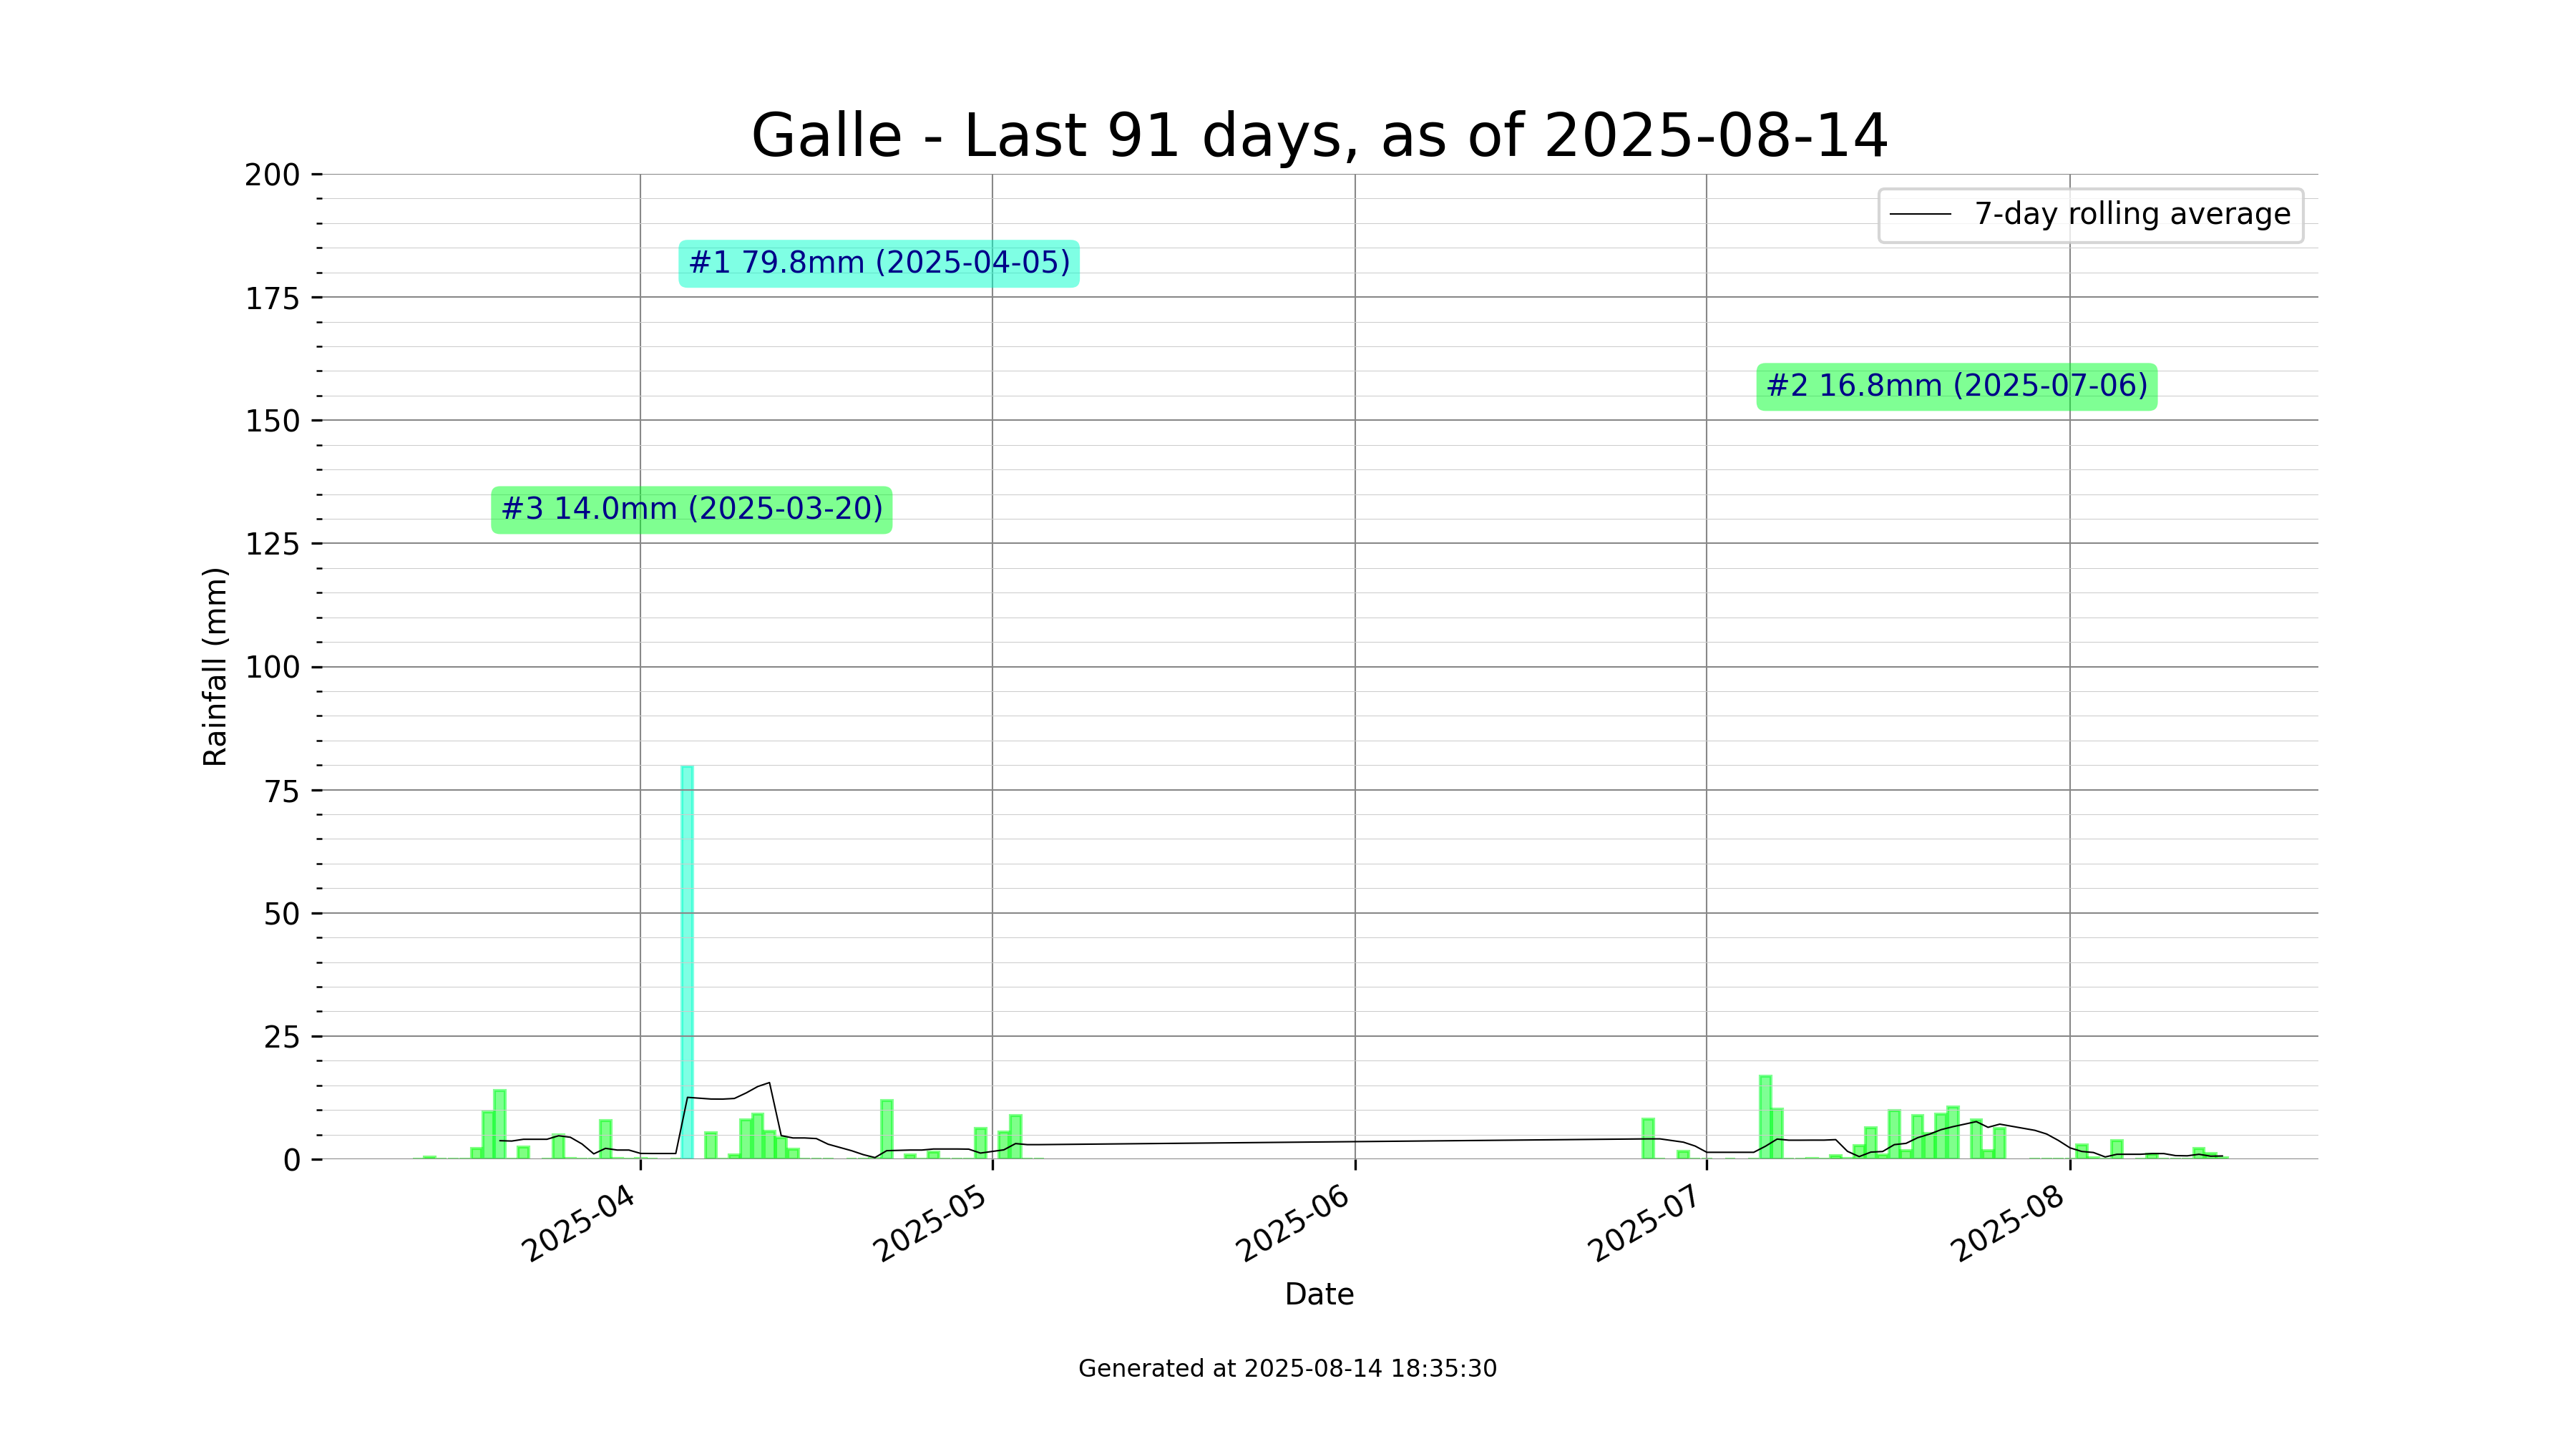 Galle - Last 91 days, as of 2025-08-14
7-day rolling average
#1 79.8mm (2025-04-05)
#2 16.8mm (2025-07-06)
#3 14.0mm (2025-03-20)
Rainfall (mm)
200
175
150
125
100
75
50
25
0
2025-04
2025-05
2025-06
2025-07
2025-08
Date
Generated at 2025-08-14 18:35:30